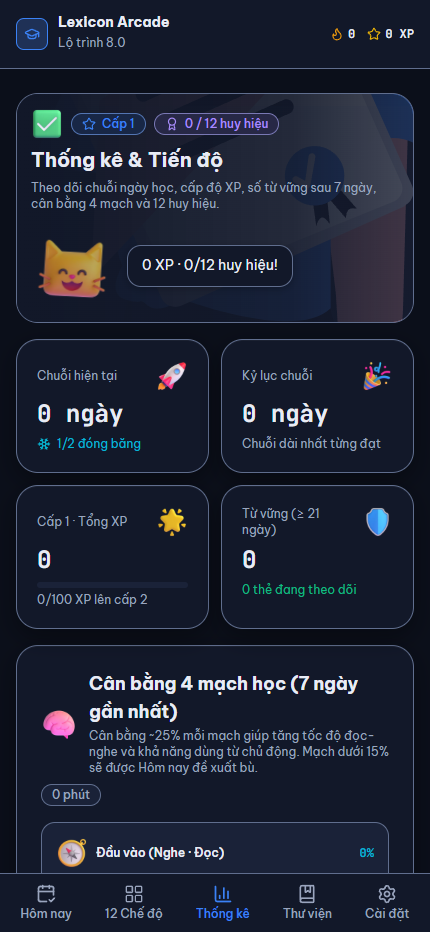 Lexicon Arcade
Lộ trình 8.0
0
0 XP
Cấp 1
0 / 12 huy hiệu
Thống kê & Tiến độ
Theo dõi chuỗi ngày học, cấp độ XP, số từ vững sau 7 ngày,
cân bằng 4 mạch và 12 huy hiệu.
0 XP · 0/12 huy hiệu!
Chuỗi hiện tại
0 ngày
1/2 đóng băng
Kỷ lục chuỗi
0 ngày
Chuỗi dài nhất từng đạt
Cấp 1 · Tổng XP
0
0/100 XP lên cấp 2
Từ vững (≥ 21
ngày)
0
0 thẻ đang theo dõi
Cân bằng 4 mạch học (7 ngày
gần nhất)
Cân bằng ~25% mỗi mạch giúp tăng tốc độ đọc-
nghe và khả năng dùng từ chủ động. Mạch dưới 15%
sẽ được Hôm nay đề xuất bù.
0 phút
Đầu vào (Nghe · Đọc)
0%
Hôm nay
12 Chế độ
Thống kê
Thư viện
Cài đặt